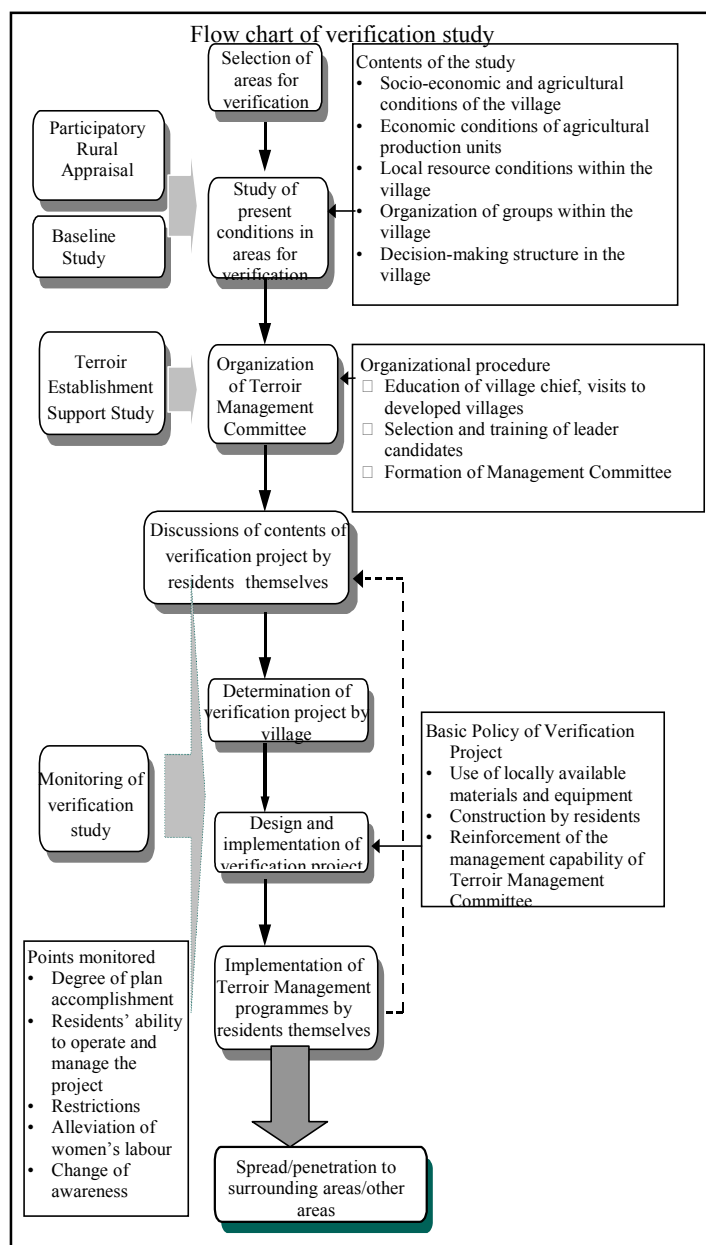 Flow chart of verification study
Selection of
areas for
verification
Contents of the study
• Socio-economic and agricultural
conditions of the village
• Economic conditions of agricultural
production units
• Local resource conditions within the
village
• Organization of groups within the
village
• Decision-making structure in the
village
Participatory
Rural
Appraisal
Baseline
Study
Study of
present
conditions in
areas for
verification
Terroir
Establishment
Support Study
Organization
of Terroir
Management
Committee
Organizational procedure
□ Education of village chief, visits to
developed villages
□ Selection and training of leader
candidates
□ Formation of Management Committee
Discussions of contents of
verification project by
residents themselves
Determination of
verification project by
village
Monitoring of
verification
study
Basic Policy of Verification
Project
• Use of locally available
materials and equipment
• Construction by residents
• Reinforcement of the
management capability of
Terroir Management
Committee
Design and
implementation of
verification project
Points monitored
• Degree of plan
accomplishment
• Residents’ ability
to operate and
manage the
project
• Restrictions
• Alleviation of
women’s labour
• Change of
awareness
Implementation of
Terroir Management
programmes by
residents themselves
Spread/penetration to
surrounding areas/other
areas